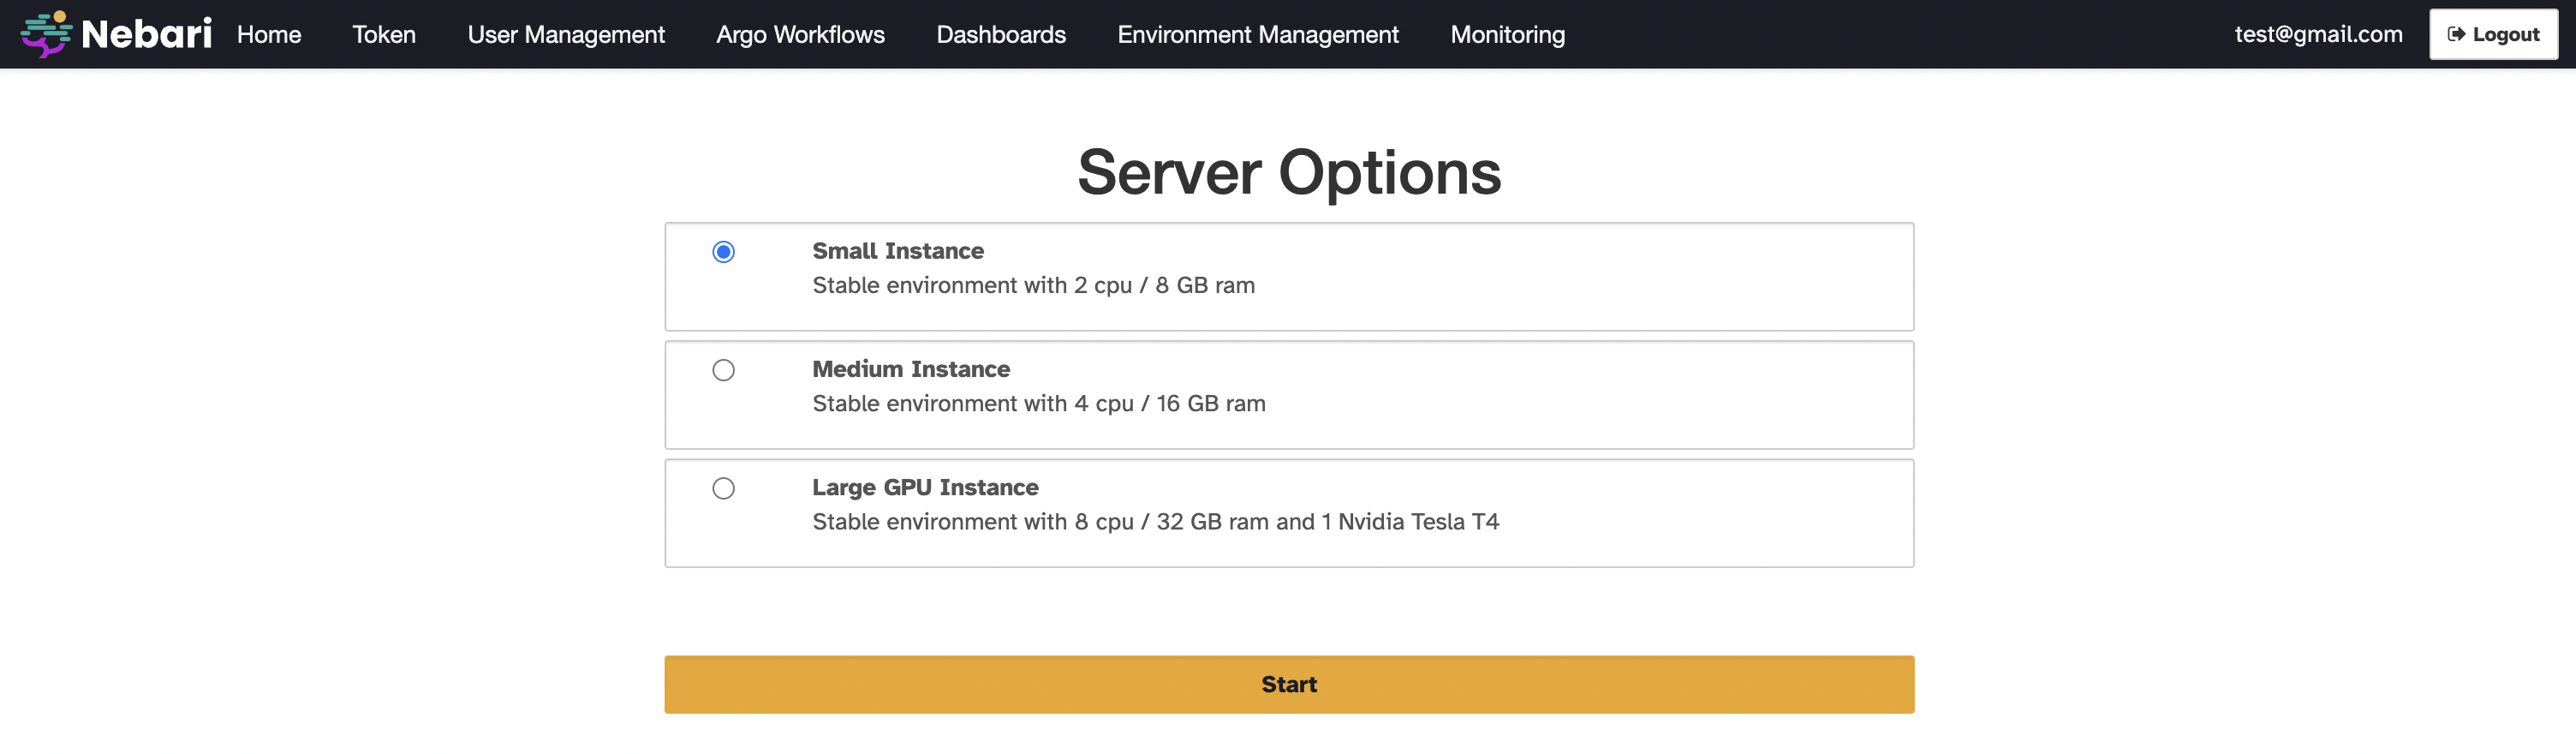 Nebari Home Token User Management Argo Workflows Dashboards Environment Management Monitoring test@gmail.com Logout
Server Options
Small Instance
Stable environment with 2 cpu / 8 GB ram
Medium Instance
Stable environment with 4 cpu / 16 GB ram
Large GPU Instance
Stable environment with 8 cpu / 32 GB ram and 1 Nvidia Tesla T4
Start